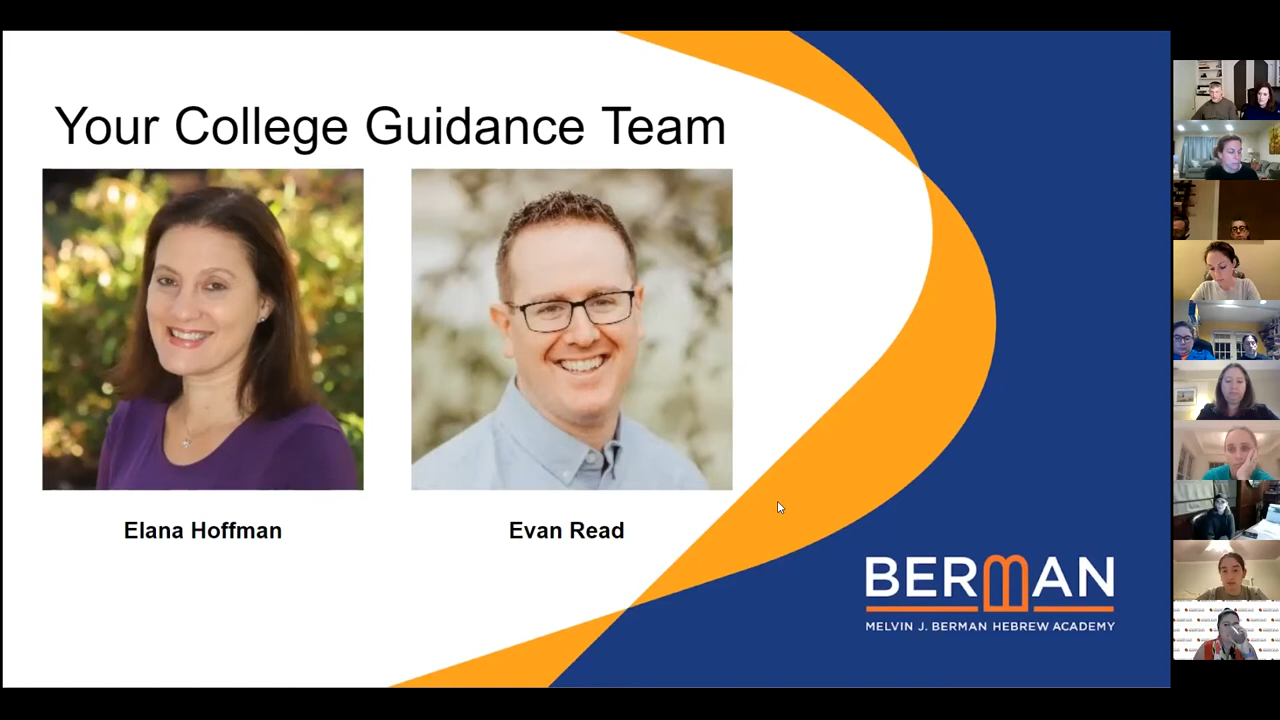 Your College Guidance Team
Elana Hoffman
Evan Read
BERMAN
MELVIN J. BERMAN HEBREW ACADEMY